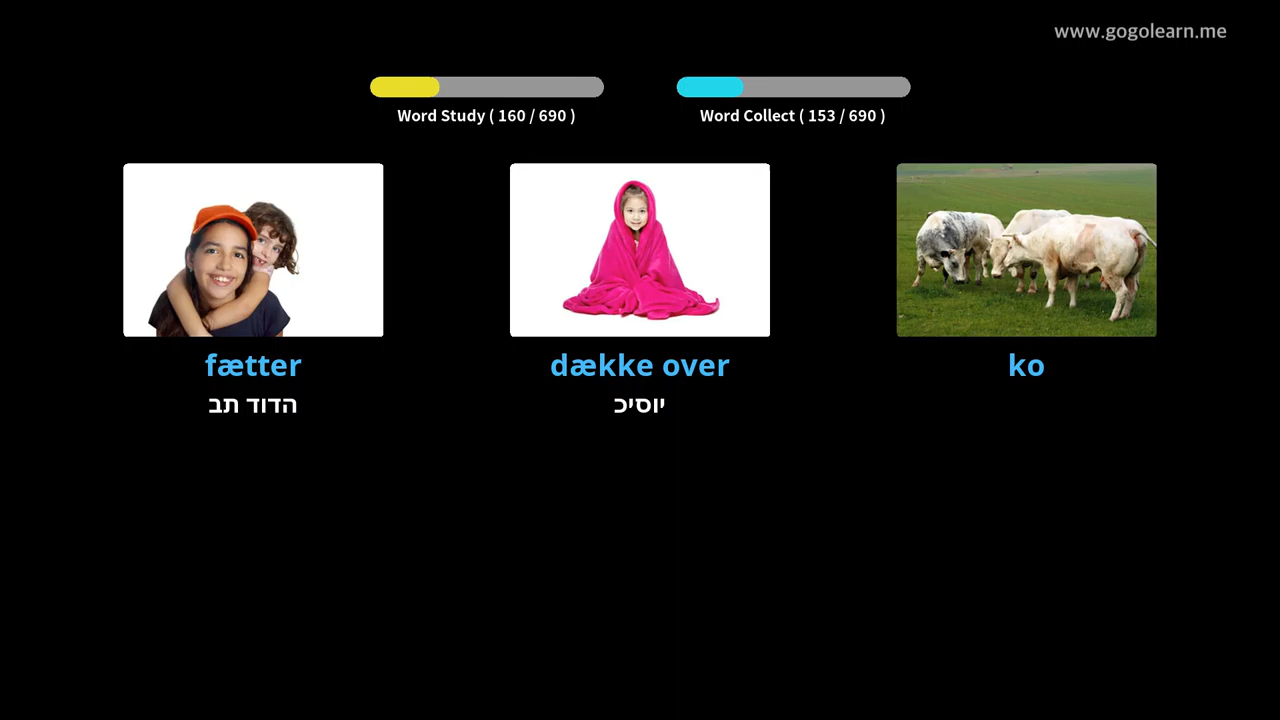 www.gogolearn.me
Word Study ( 160 / 690 )
Word Collect ( 153 / 690 )
fætter
הדוד תב
dække over
יוסיכ
ko